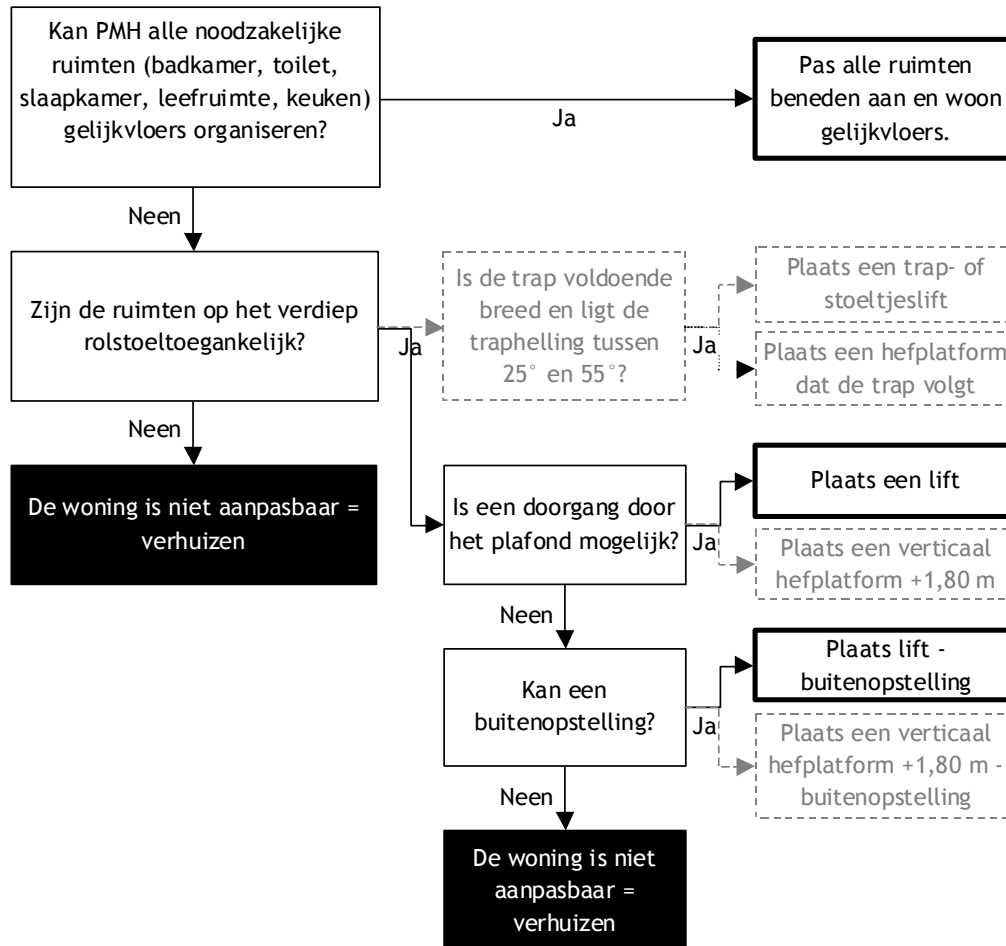 Kan PMH alle noodzakelijke
ruimten (badkamer, toilet,
slaapkamer, leefruimte, keuken)
gelijkvloers organiseren?
Ja
Pas alle ruimten
beneden aan en woon
gelijkvloers.
Neen
Zijn de ruimten op het verdiep
rolstoeltoegankelijk?
Ja
Is de trap voldoende
breed en ligt de
traphelling tussen
25° en 55°?
Ja
Plaats een trap- of
stoeltjeslift
Plaats een hefplatform
dat de trap volgt
Neen
De woning is niet aanpasbaar =
verhuizen
Is een doorgang door
het plafond mogelijk?
Ja
Plaats een lift
Plaats een verticaal
hefplatform +1,80 m
Neen
Kan een
buitenopstelling?
Ja
Plaats lift -
buitenopstelling
Plaats een verticaal
hefplatform +1,80 m -
buitenopstelling
Neen
De woning is niet
aanpasbaar =
verhuizen